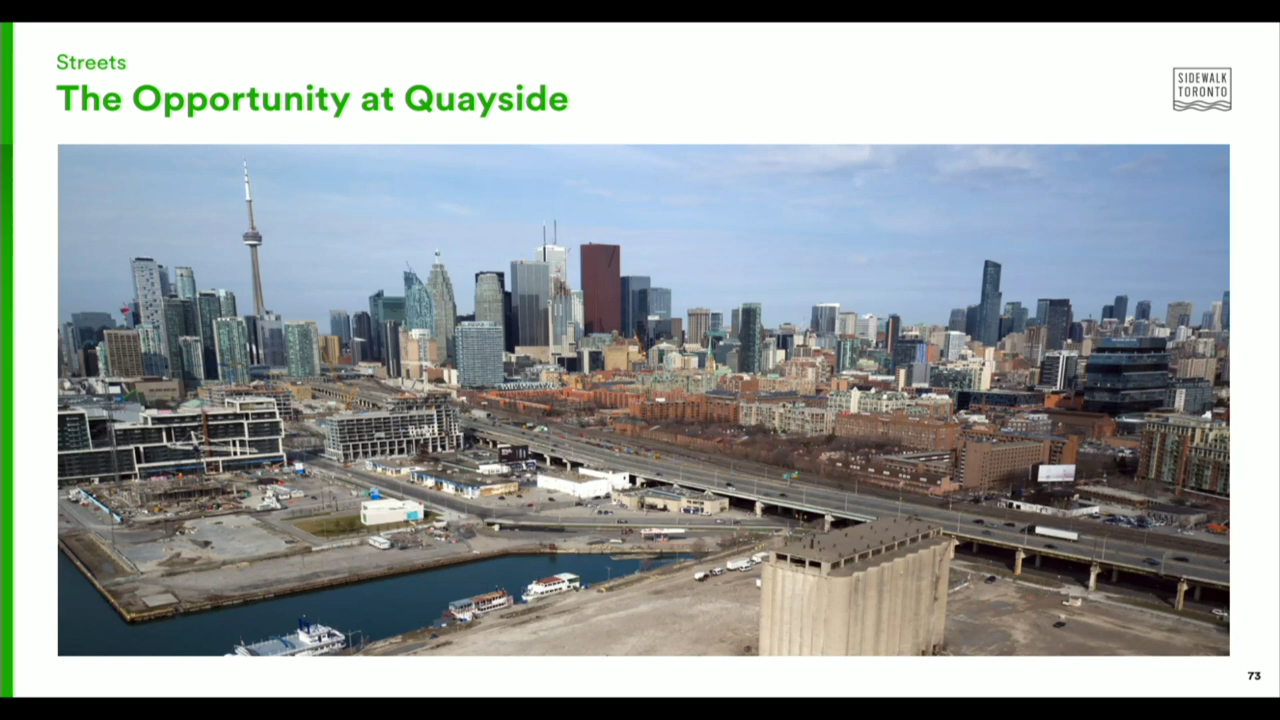 Streets
The Opportunity at Quayside
SIDEWALK
TORONTO
73